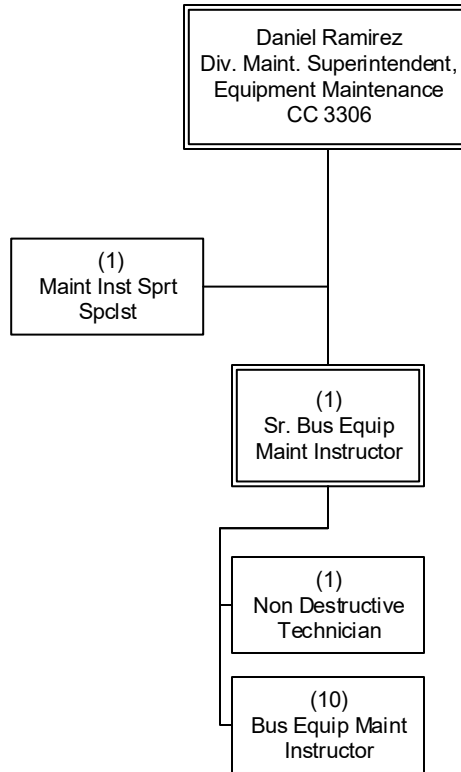 Daniel Ramirez
Div. Maint. Superintendent,
Equipment Maintenance
CC 3306
(1)
Maint Inst Sprt
Spclst
(1)
Sr. Bus Equip
Maint Instructor
(1)
Non Destructive
Technician
(10)
Bus Equip Maint
Instructor